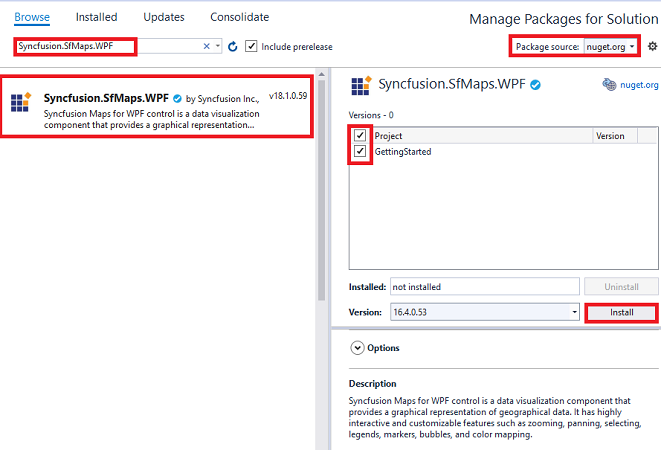 Browse Installed Updates Consolidate
Manage Packages for Solution
Syncfusion.SfMaps.WPF
Include prerelease
Package source: nuget.org
Syncfusion.SfMaps.WPF by Syncfusion Inc., v18.1.0.59
Syncfusion Maps for WPF control is a data visualization
component that provides a graphical representation...
Syncfusion.SfMaps.WPF
nuget.org
Versions - 0
Project Version
GettingStarted
Installed: not installed Uninstall
Version: 16.4.0.53 Install
Options
Description
Syncfusion Maps for WPF control is a data visualization component that
provides a graphical representation of geographical data. It has highly
interactive and customizable features such as zooming, panning, selecting,
legends, markers, bubbles, and color mapping.